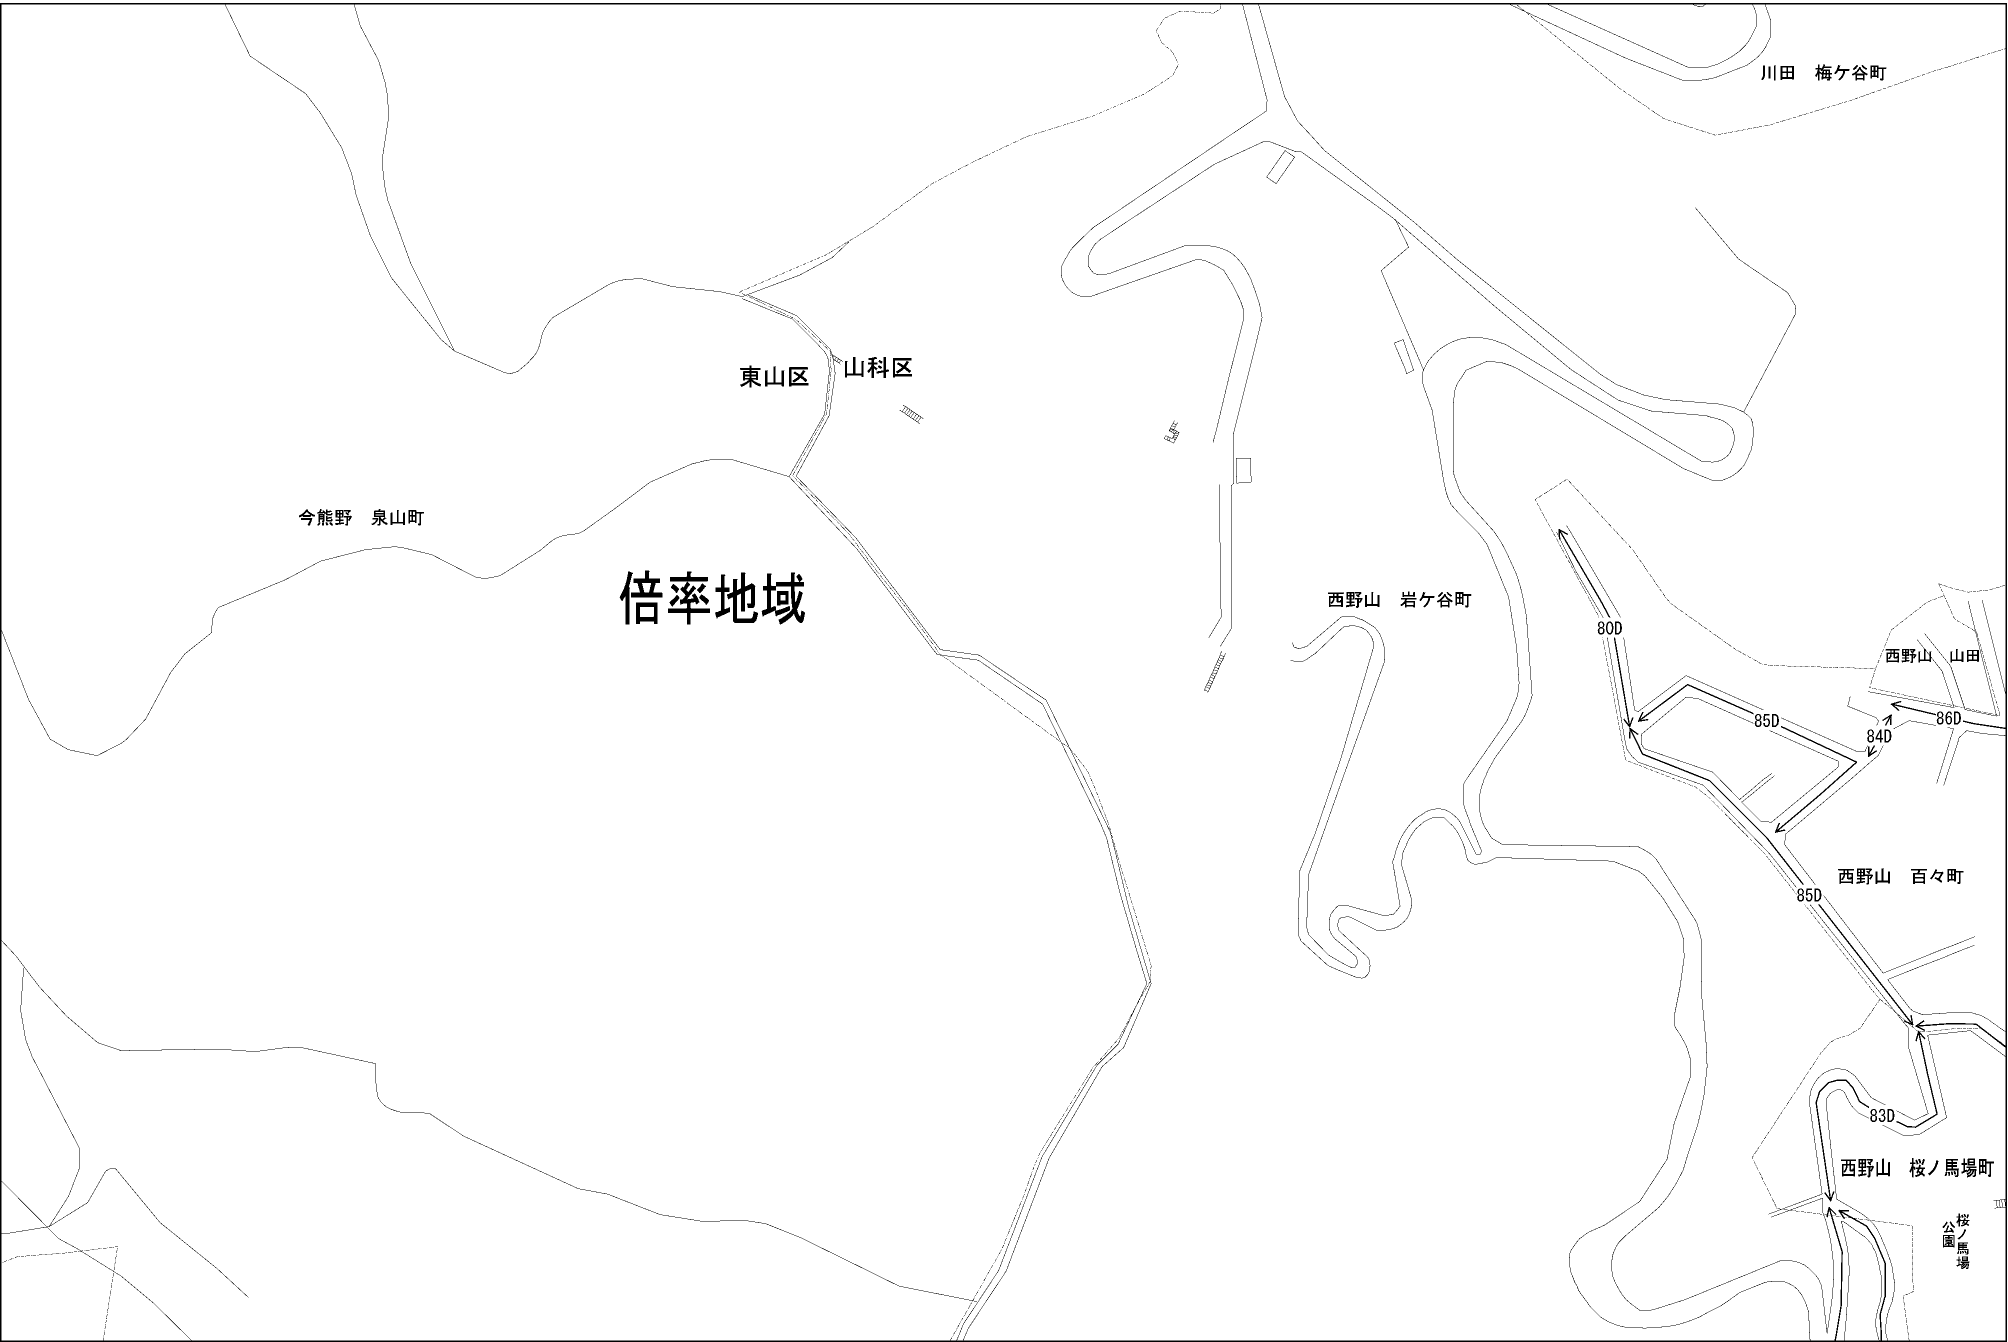 川田　梅ケ谷町
東山区
山科区
今熊野　泉山町
倍率地域
西野山　岩ケ谷町
80D
西野山　山田
85D
86D
84D
西野山　百々町
85D
83D
西野山　桜ノ馬場町
桜ノ馬場
公園